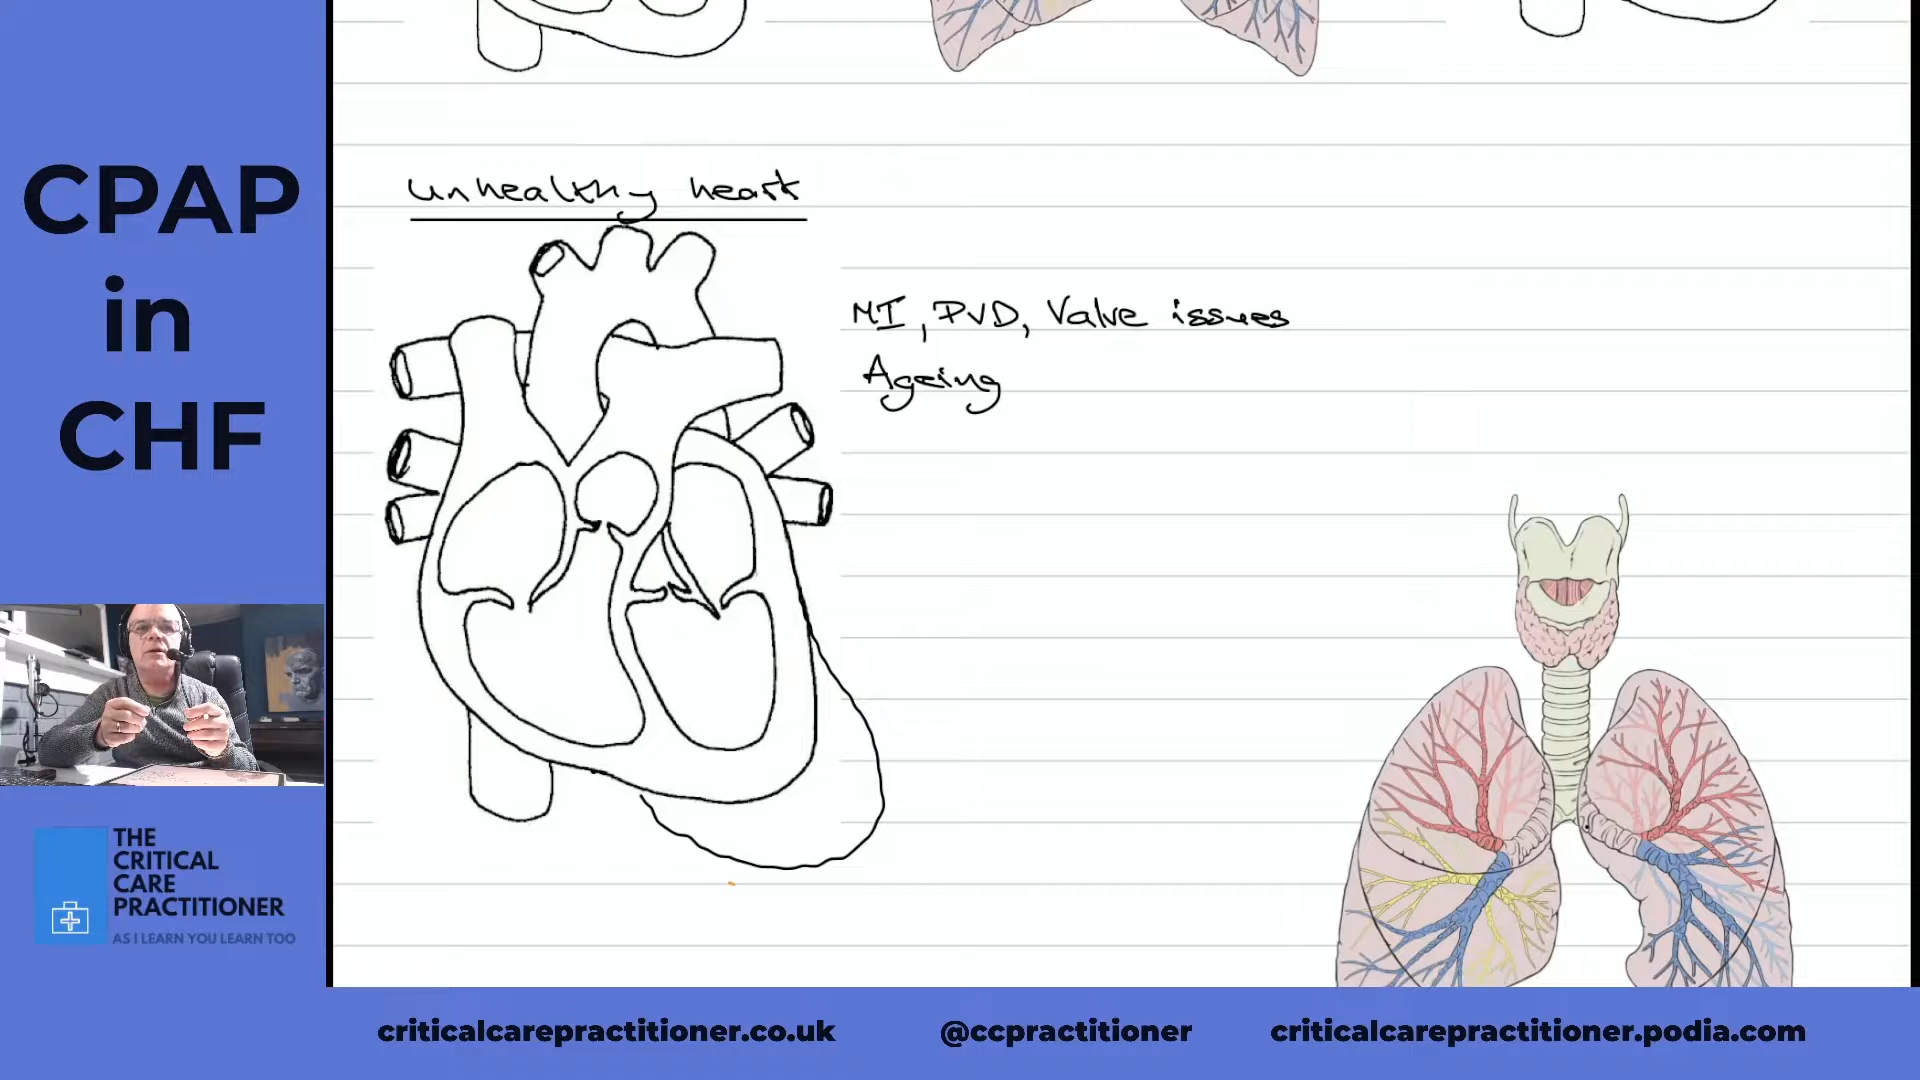 CPAP
in
CHF
unhealthy heart
MI, PVD, Valve issues
Ageing
THE
CRITICAL
CARE
PRACTITIONER
AS I LEARN YOU LEARN TOO
criticalcarepractitioner.co.uk
@ccpractitioner
criticalcarepractitioner.podia.com